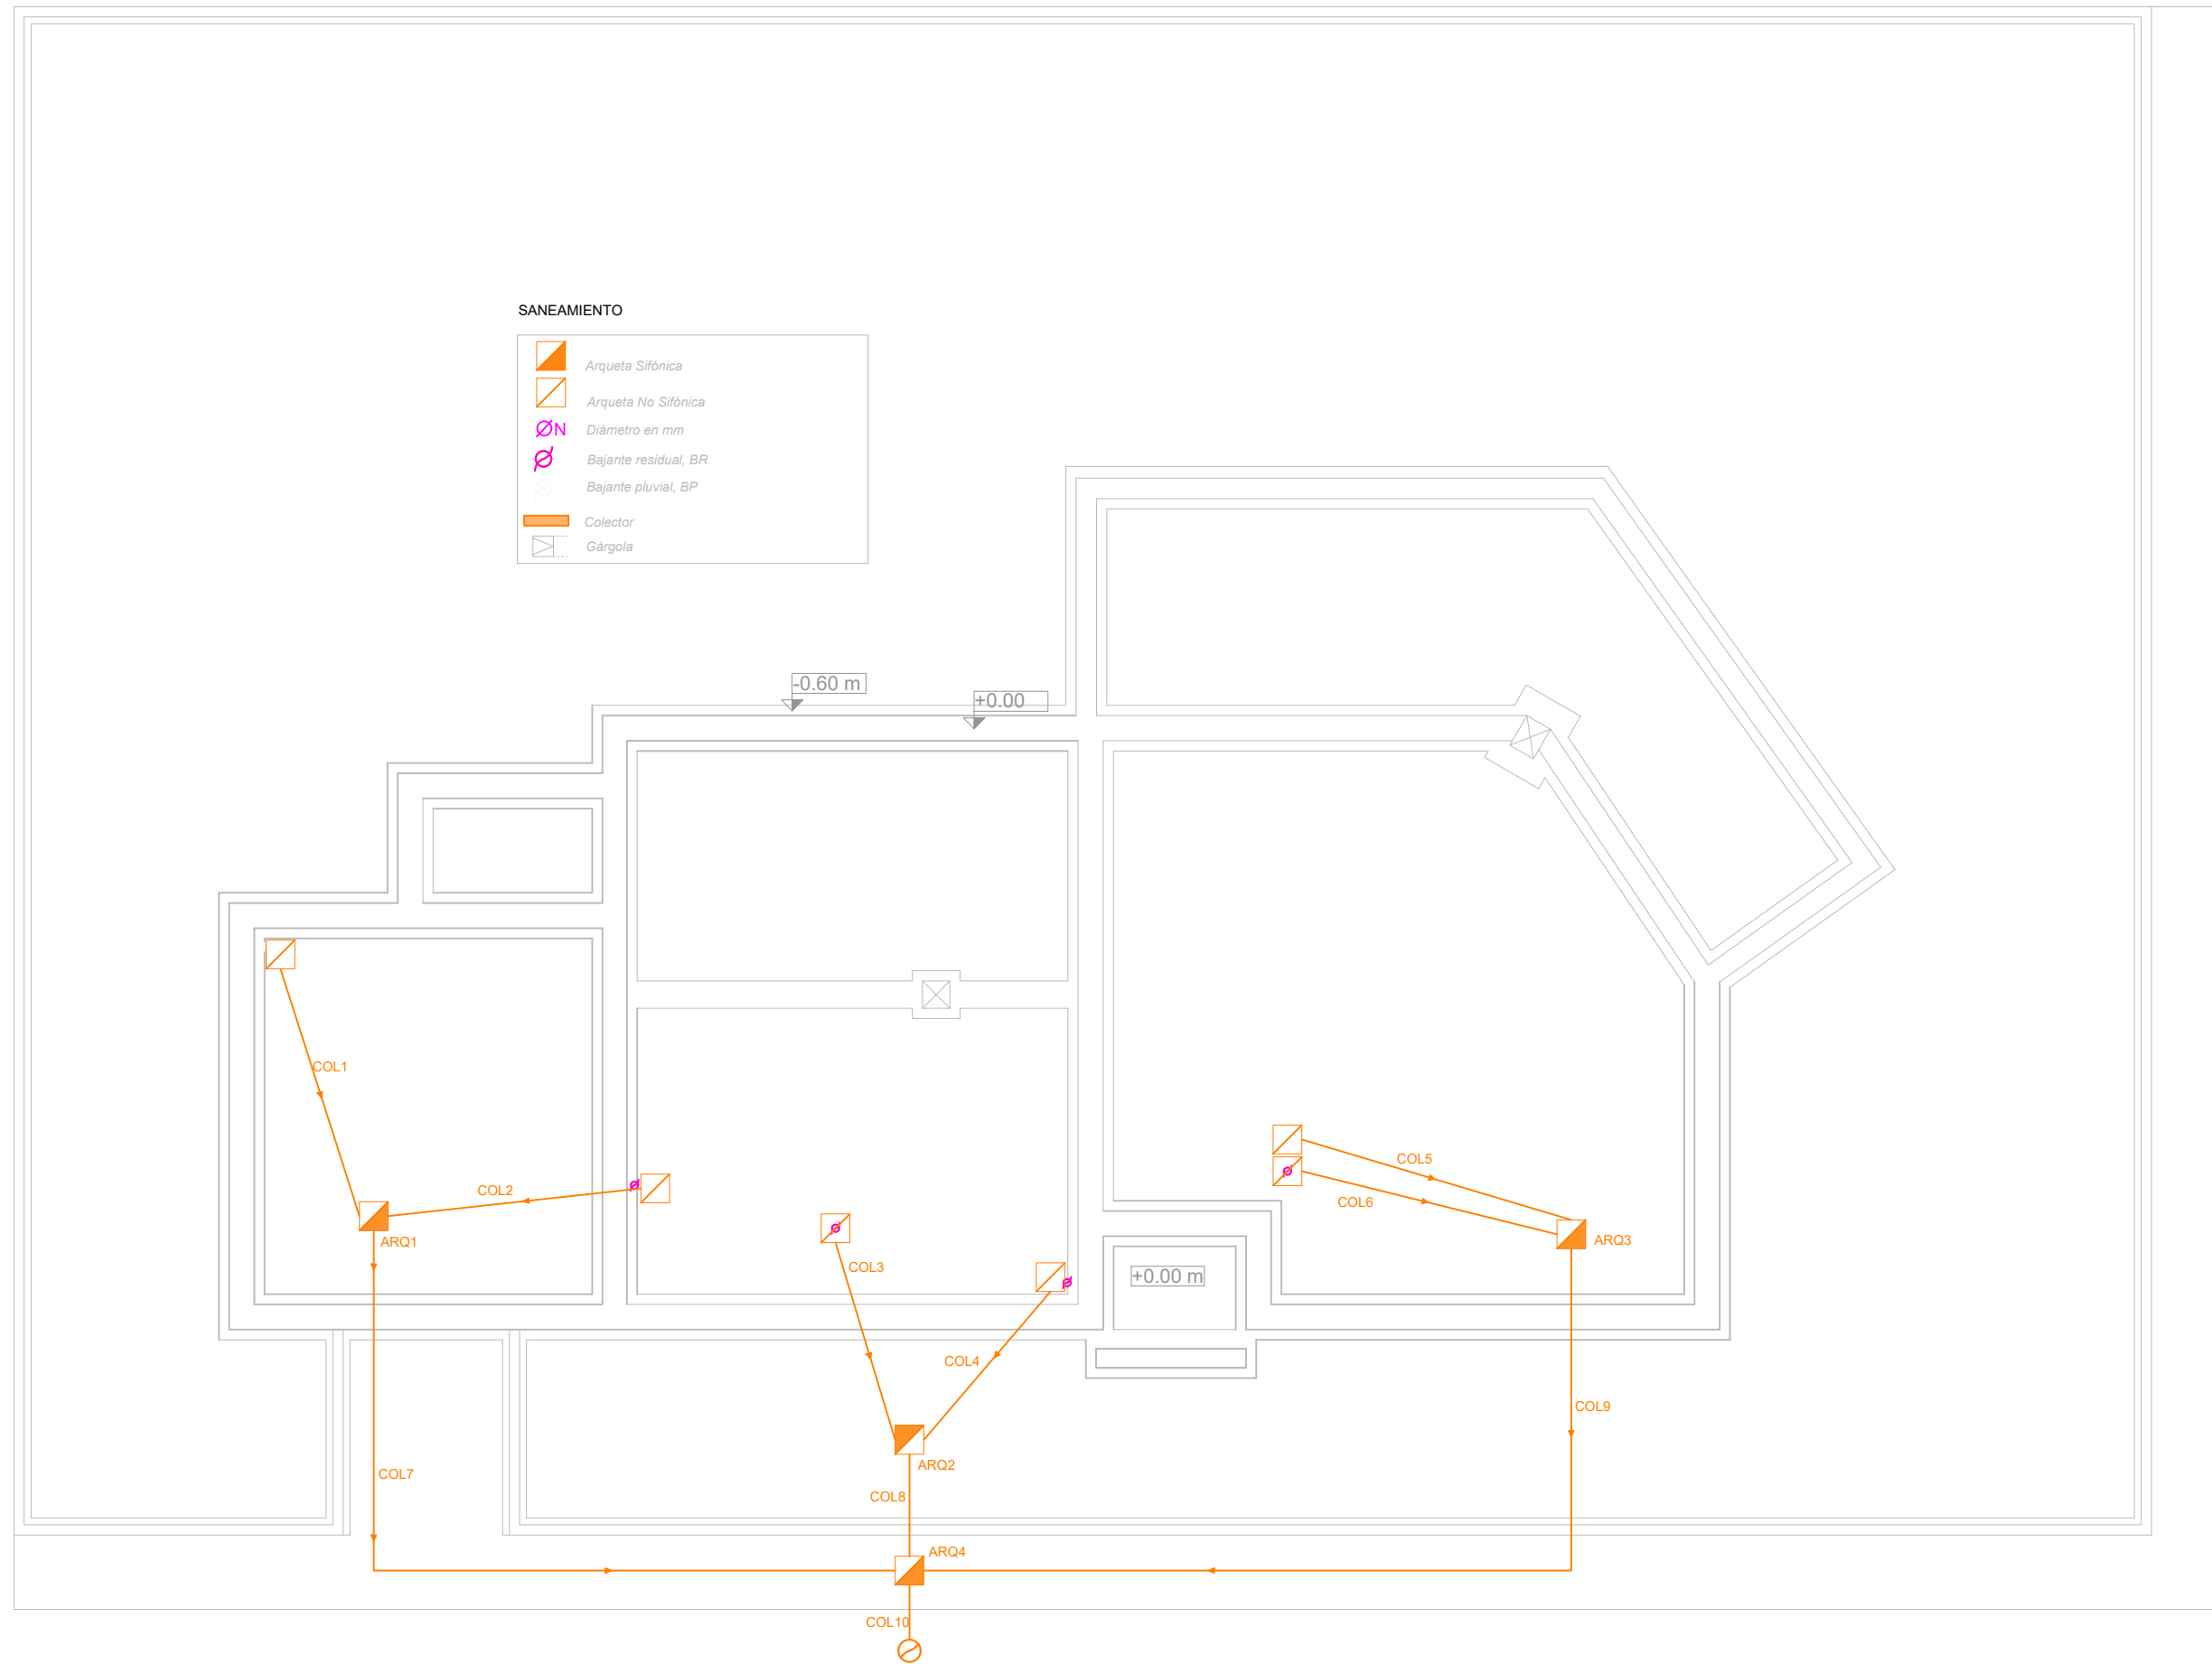 SANEAMIENTO
Arqueta Sifónica
Arqueta No Sifónica
ØN Diámetro en mm
Bajante residual, BR
Bajante pluvial, BP
Colector
Gárgola
-0.60 m
+0.00
COL1
COL5
COL2
COL6
ARQ1
ARQ3
COL3
+0.00 m
COL4
COL9
ARQ2
COL7
COL8
ARQ4
COL10